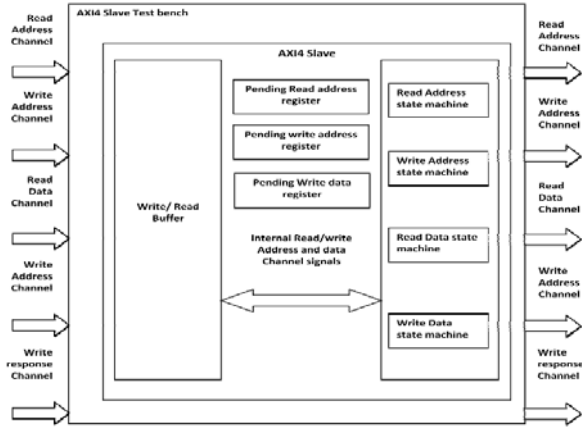 AXI4 Slave Test bench
Read
Address
Channel
Write
Address
Channel
Read
Data
Channel
Write
Address
Channel
Write
response
Channel
AXI4 Slave
Write/ Read
Buffer
Pending Read address
register
Pending write address
register
Pending Write data
register
Internal Read/write
Address and data
Channel signals
Read Address
state machine
Write Address
state machine
Read Data state
machine
Write Data
state machine
Read
Address
Channel
Write
Address
Channel
Read
Data
Channel
Write
Address
Channel
Write
response
Channel